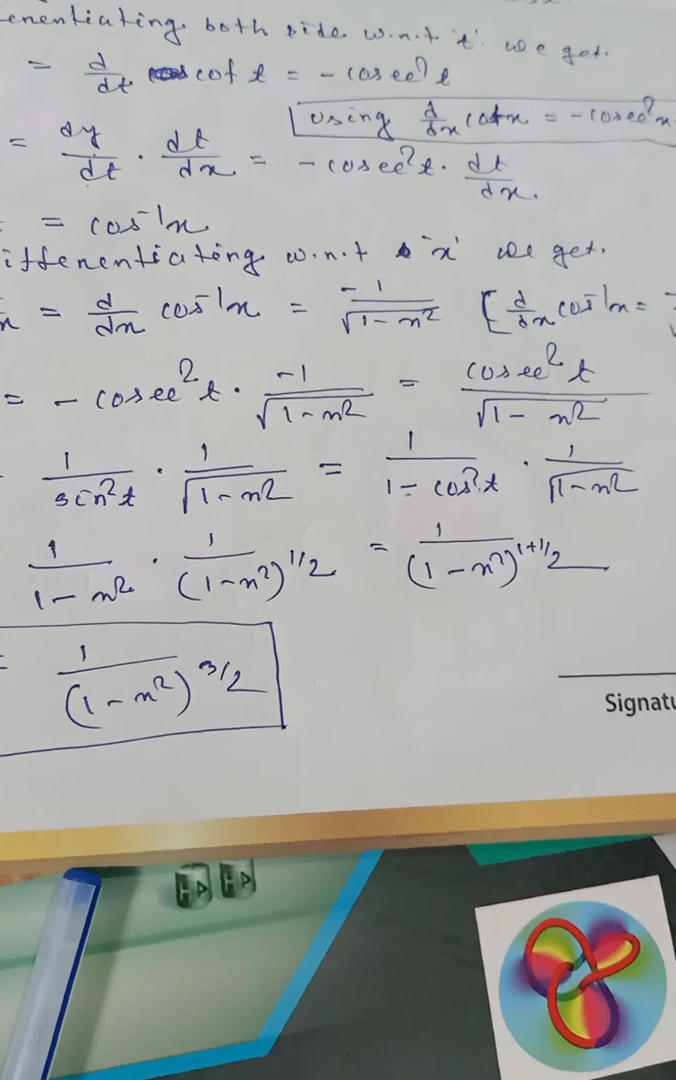 erentiating both side w.r.t 't' we get.
= d/dt cot t = - cosec²t
[using d/dx cotx = -cosec²x
= dy/dt · dt/dx = - cosec²t · dt/dx.
= cos⁻¹x
ifferentiating w.r.t 'x' we get.
= d/dx cos⁻¹x = -1/√(1-x²) [d/dx cos⁻¹x =
= - cosec²t · -1/√(1-x²) = cosec²t/√(1-x²)
1/sin²t · 1/√(1-x²) = 1/(1-cos²t) · 1/√(1-x²)
1/(1-x²) · 1/(1-x²)^1/2 = 1/(1-x²)^1+1/2
= 1/(1-x²)^3/2
Signatu